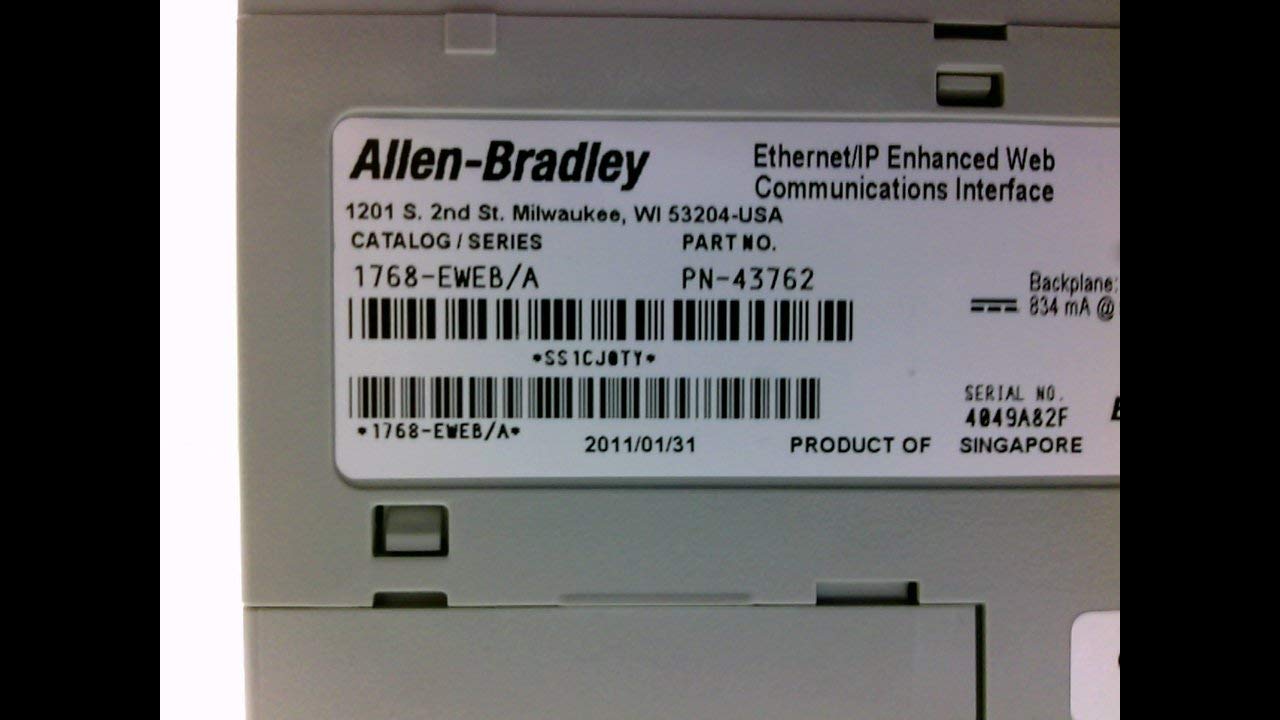 Allen-Bradley
Ethernet/IP Enhanced Web
Communications Interface
1201 S. 2nd St. Milwaukee, WI 53204-USA
CATALOG / SERIES PART NO.
1768-EWEB/A PN-43762
Backplane:
834 mA @
*SS1CJ0TY*
SERIAL NO.
4049A82F
*1768-EWEB/A*
2011/01/31 PRODUCT OF SINGAPORE